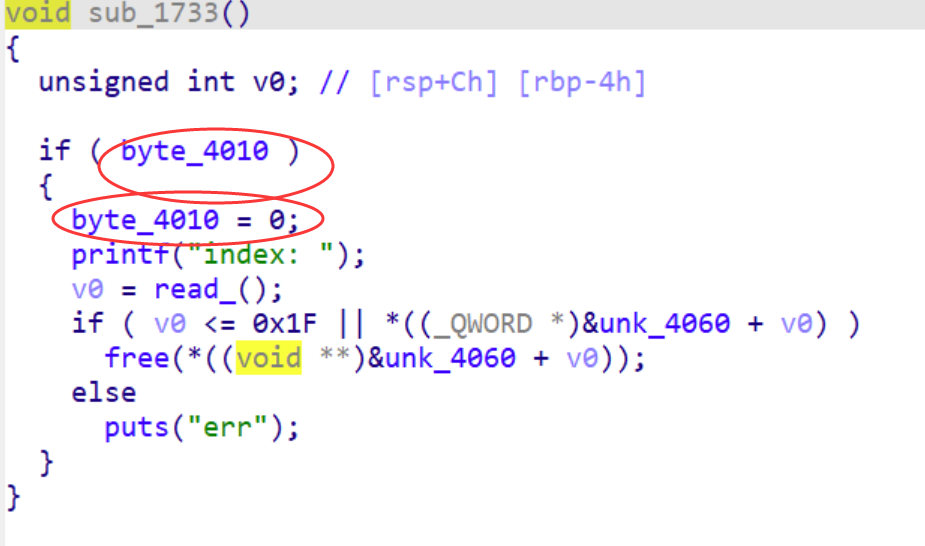 void sub_1733()
{
unsigned int v0; // [rsp+Ch] [rbp-4h]
if ( byte_4010 )
{
byte_4010 = 0;
printf("index: ");
v0 = read_();
if ( v0 <= 0x1F || *((_QWORD *)&unk_4060 + v0) )
free(*((void **)&unk_4060 + v0));
else
puts("err");
}
}